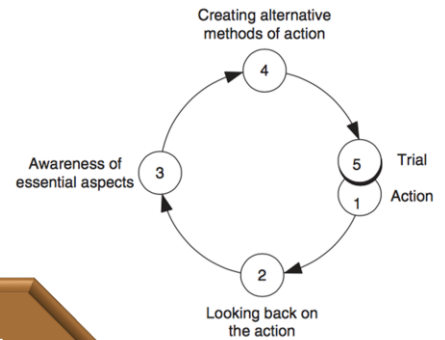 Creating alternative
methods of action
4
5
Trial
Awareness of
essential aspects
3
1
Action
2
Looking back on
the action